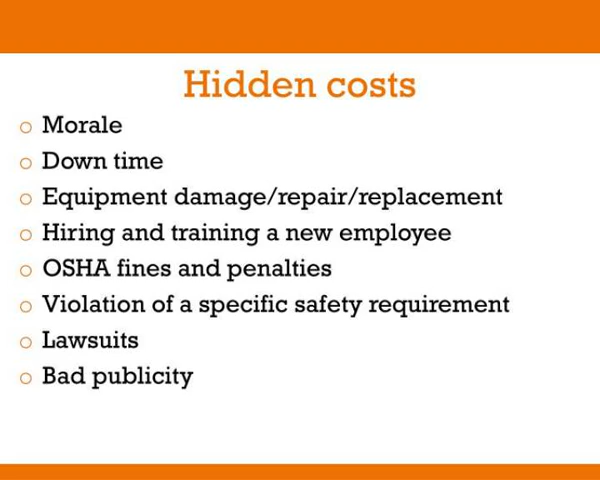 Hidden costs
Morale
Down time
Equipment damage/repair/replacement
Hiring and training a new employee
OSHA fines and penalties
Violation of a specific safety requirement
Lawsuits
Bad publicity